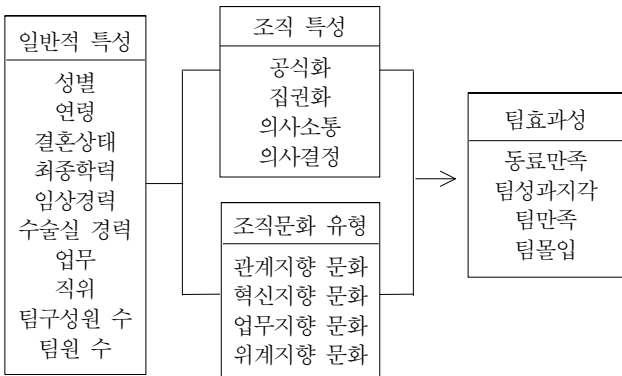 일반적 특성
성별
연령
결혼상태
최종학력
임상경력
수술실 경력
업무
직위
팀구성원 수
팀원 수
조직 특성
공식화
집권화
의사소통
의사결정
조직문화 유형
관계지향 문화
혁신지향 문화
업무지향 문화
위계지향 문화
팀효과성
동료만족
팀성과지각
팀만족
팀몰입